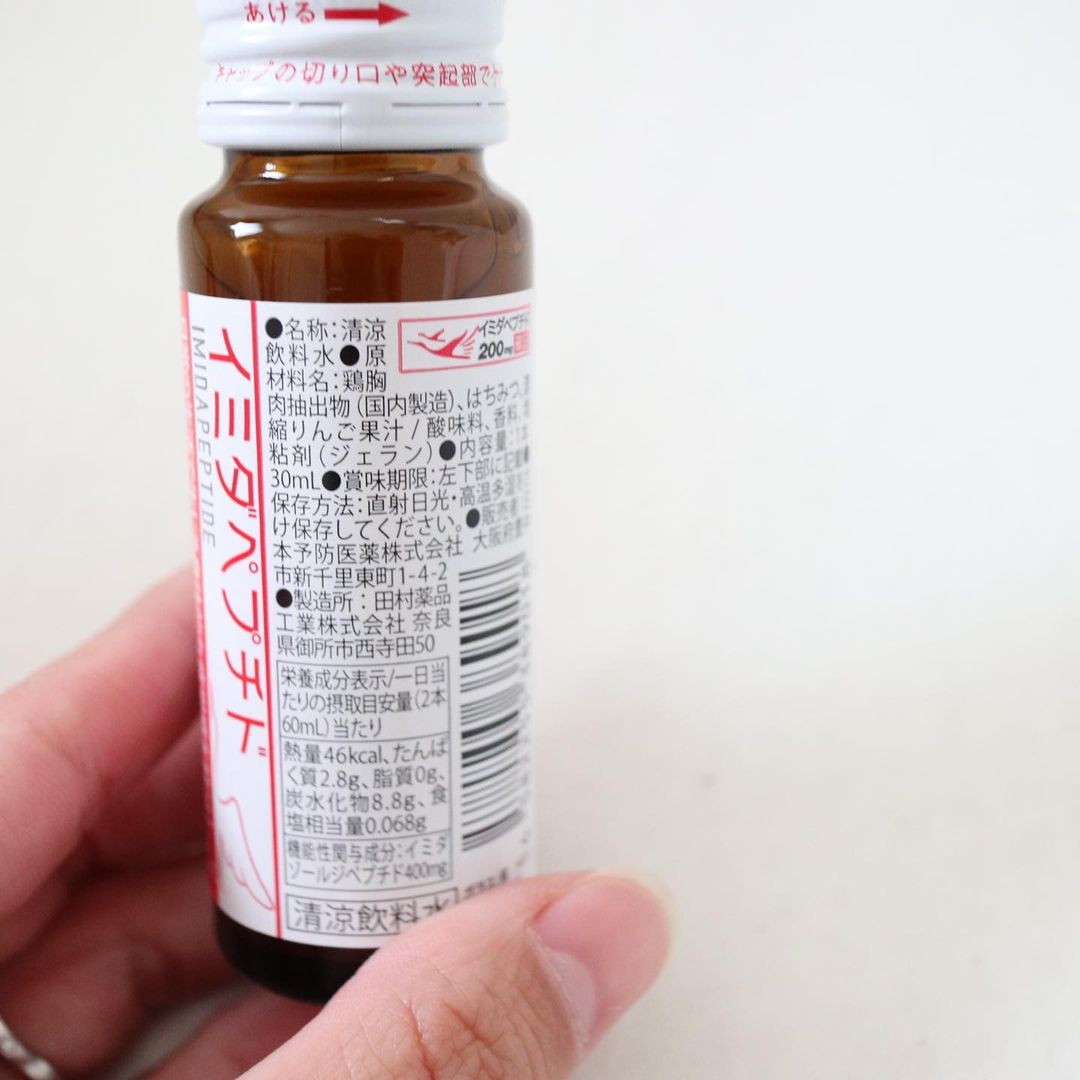 あける
キャップの切り口や突起部で
イミダペプチド
IMIDAPEPTIDE
イミダペプチド
200mg
●名称：清涼
飲料水●原
材料名：鶏胸
肉抽出物（国内製造）、はちみつ、
縮りんご果汁/酸味料、香料、
粘剤（ジェラン）●内容量：1本
30mL●賞味期限：左下部に記載
保存方法：直射日光・高温多湿
け保存してください。●販売者
本予防医薬株式会社 大阪府
市新千里東町1-4-2
●製造所：田村薬品
工業株式会社 奈良
県御所市西寺田50
栄養成分表示/一日当
たりの摂取目安量（2本
60mL）当たり
熱量46kcal、たんぱ
く質2.8g、脂質0g、
炭水化物8.8g、食
塩相当量0.068g
機能性関与成分：イミダ
ゾールジペプチド400mg
清涼飲料水